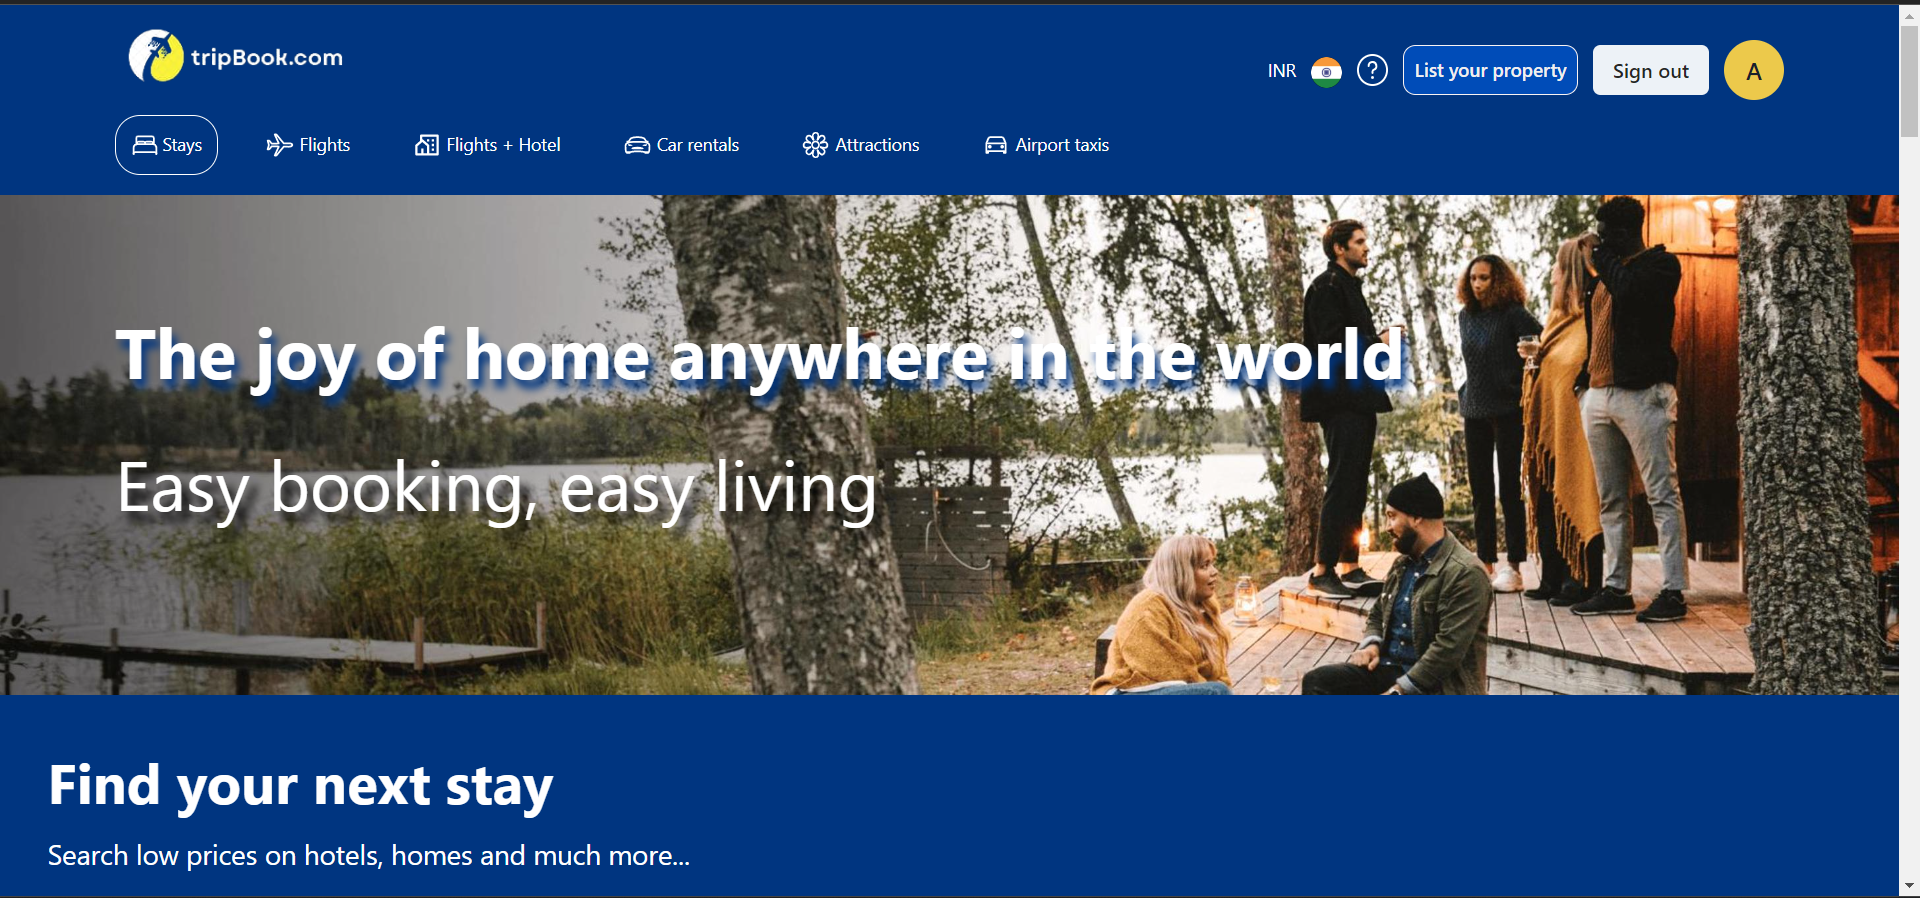 tripBook.com
INR
?
List your property
Sign out
A
Stays
Flights
Flights + Hotel
Car rentals
Attractions
Airport taxis
The joy of home anywhere in the world
Easy booking, easy living
Find your next stay
Search low prices on hotels, homes and much more...